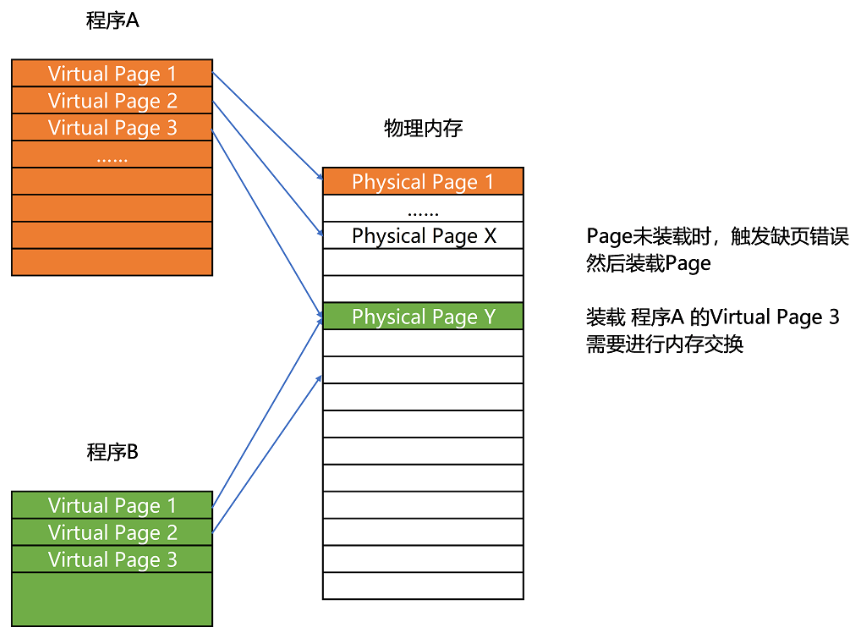 程序A
Virtual Page 1
Virtual Page 2
Virtual Page 3
……
物理内存
Physical Page 1
……
Physical Page X
Physical Page Y
Page未装载时，触发缺页错误
然后装载Page
装载 程序A 的Virtual Page 3
需要进行内存交换
程序B
Virtual Page 1
Virtual Page 2
Virtual Page 3